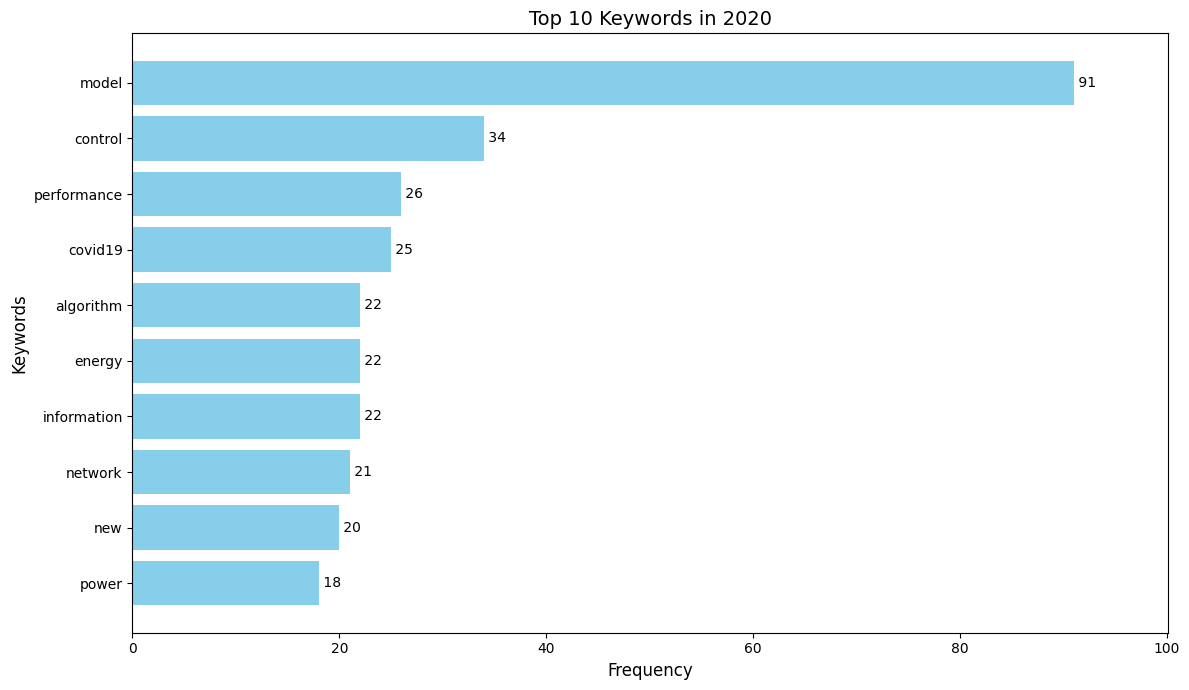 Top 10 Keywords in 2020
Keywords
model 91
control 34
performance 26
covid19 25
algorithm 22
energy 22
information 22
network 21
new 20
power 18
0 20 40 60 80 100
Frequency